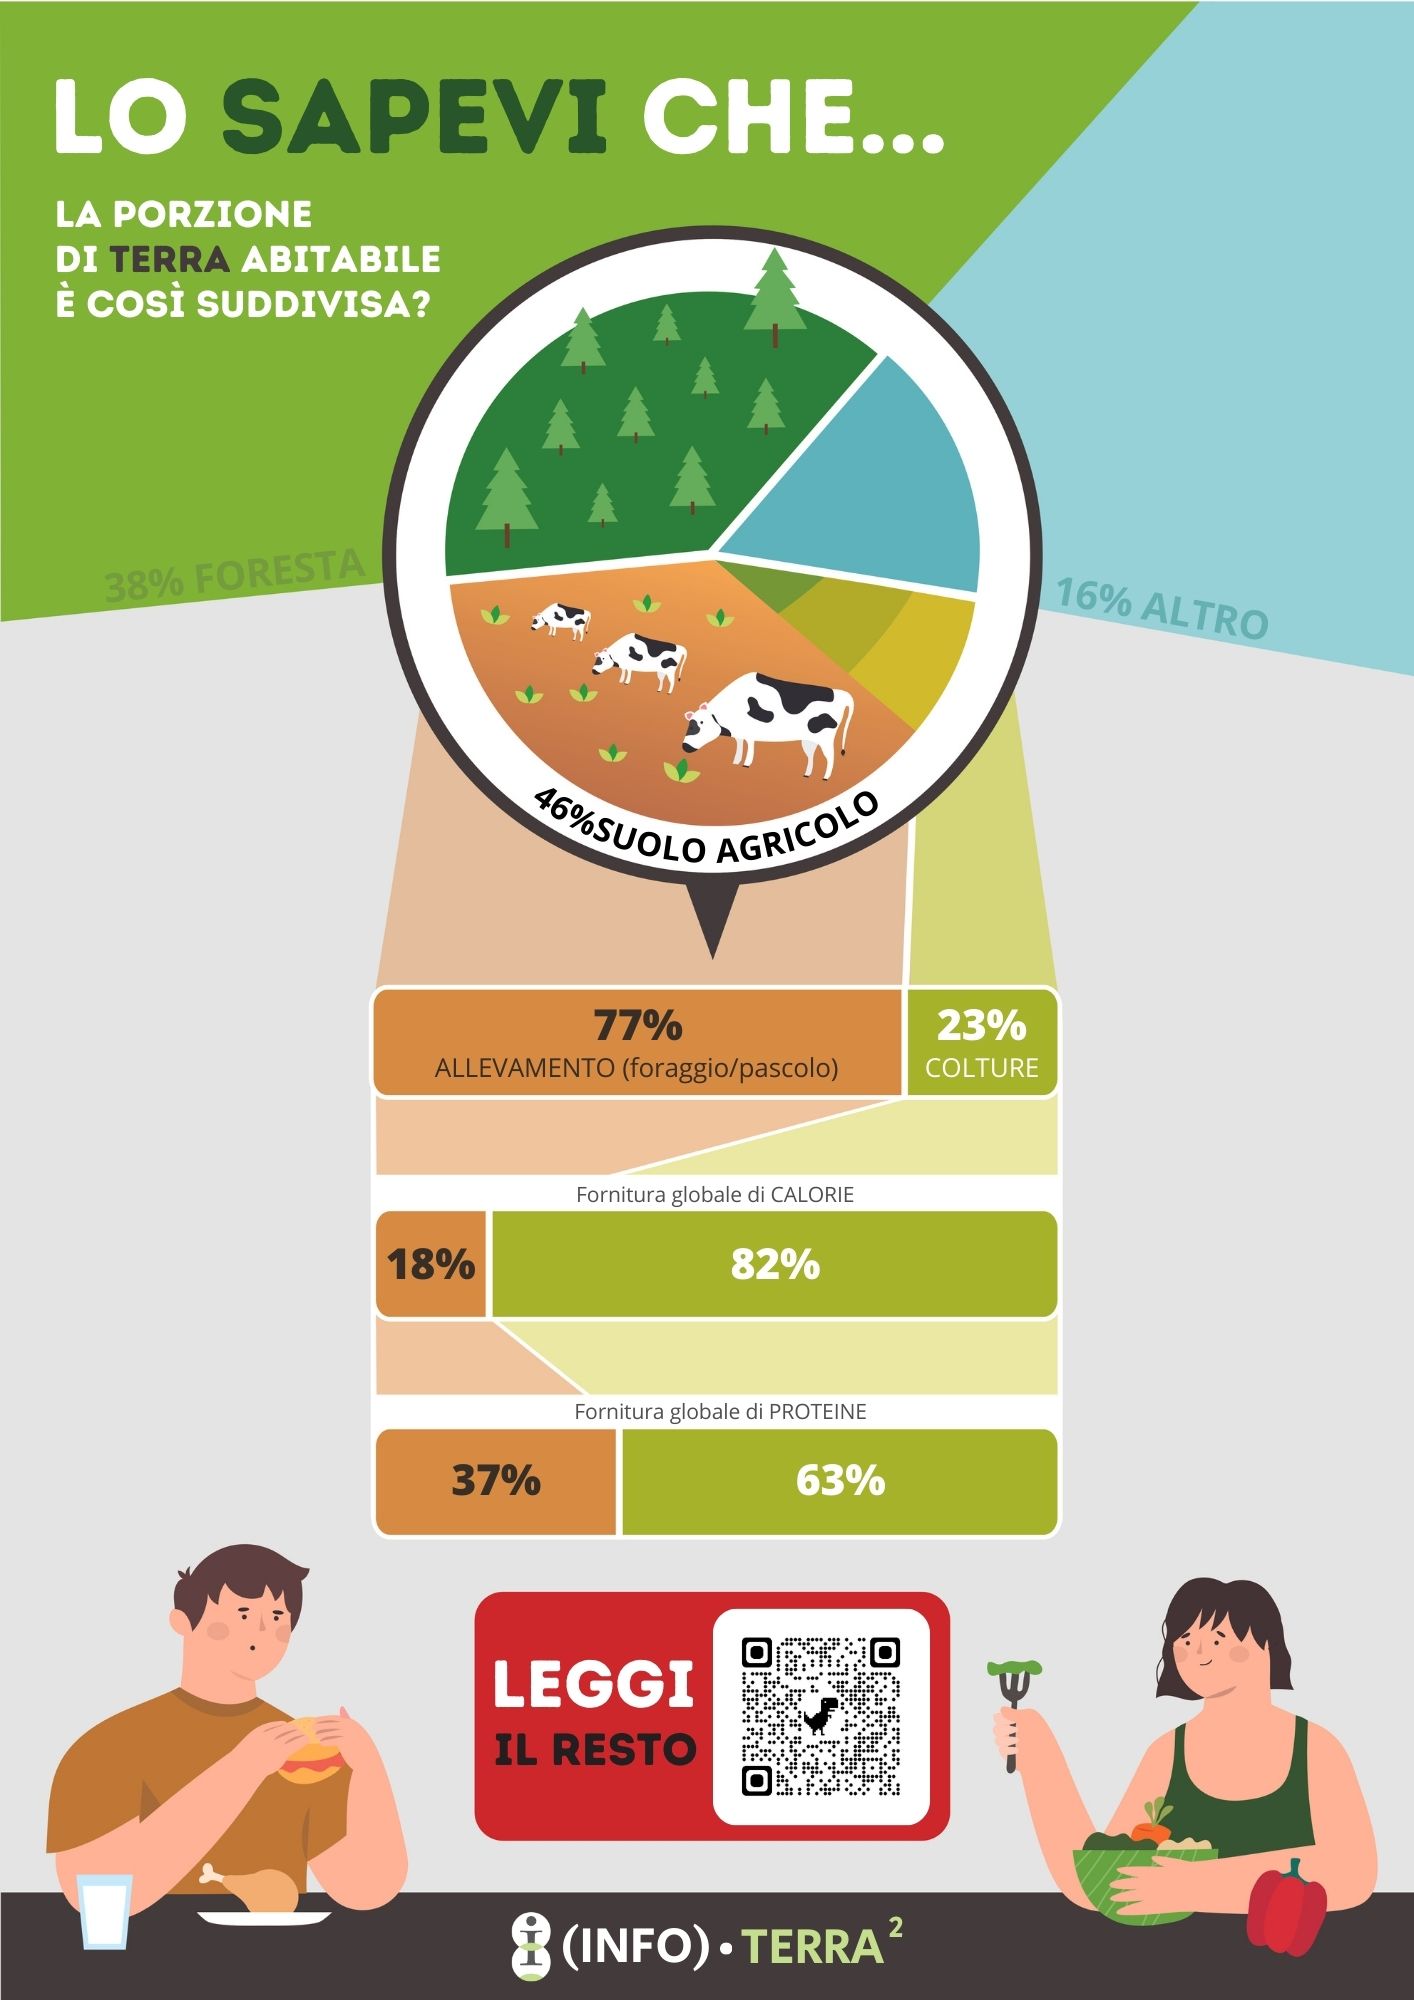 LO SAPEVI CHE...
LA PORZIONE
DI TERRA ABITABILE
È COSÌ SUDDIVISA?
38% FORESTA
16% ALTRO
46%SUOLO AGRICOLO
77%
ALLEVAMENTO (foraggio/pascolo)
23%
COLTURE
Fornitura globale di CALORIE
18%
82%
Fornitura globale di PROTEINE
37%
63%
LEGGI
IL RESTO
i (INFO)·TERRA²